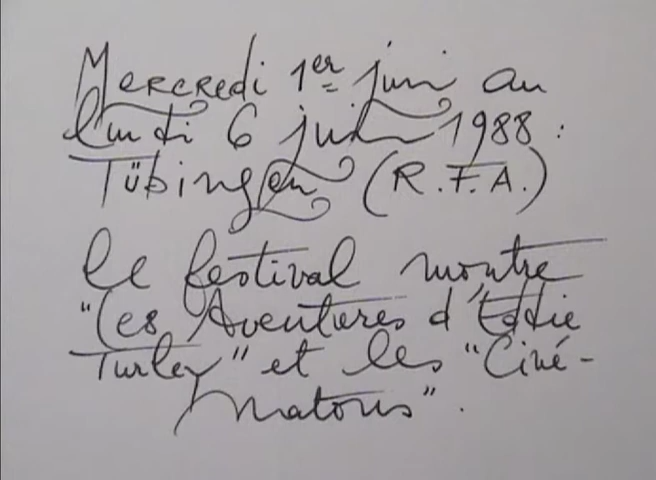 Mercredi 1er juin au
lundi 6 juin 1988 :
Tübingen (R.F.A.)
le festival montre
"Les Aventures d'Eddie
Turley" et les "Ciné-
matons".